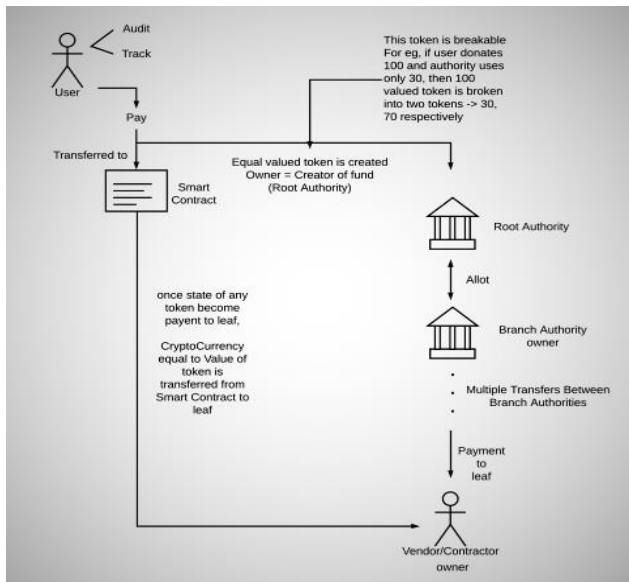 Audit
Track
User
Pay
Transferred to
Smart
Contract
This token is breakable
For eg, if user donates
100 and authority uses
only 30, then 100
valued token is broken
into two tokens -> 30,
70 respectively
Equal valued token is created
Owner = Creator of fund
(Root Authority)
Root Authority
Allot
Branch Authority
owner
Multiple Transfers Between
Branch Authorities
once state of any
token become
payent to leaf,
CryptoCurrency
equal to Value of
token is
transferred from
Smart Contract to
leaf
Payment
to
leaf
Vendor/Contractor
owner